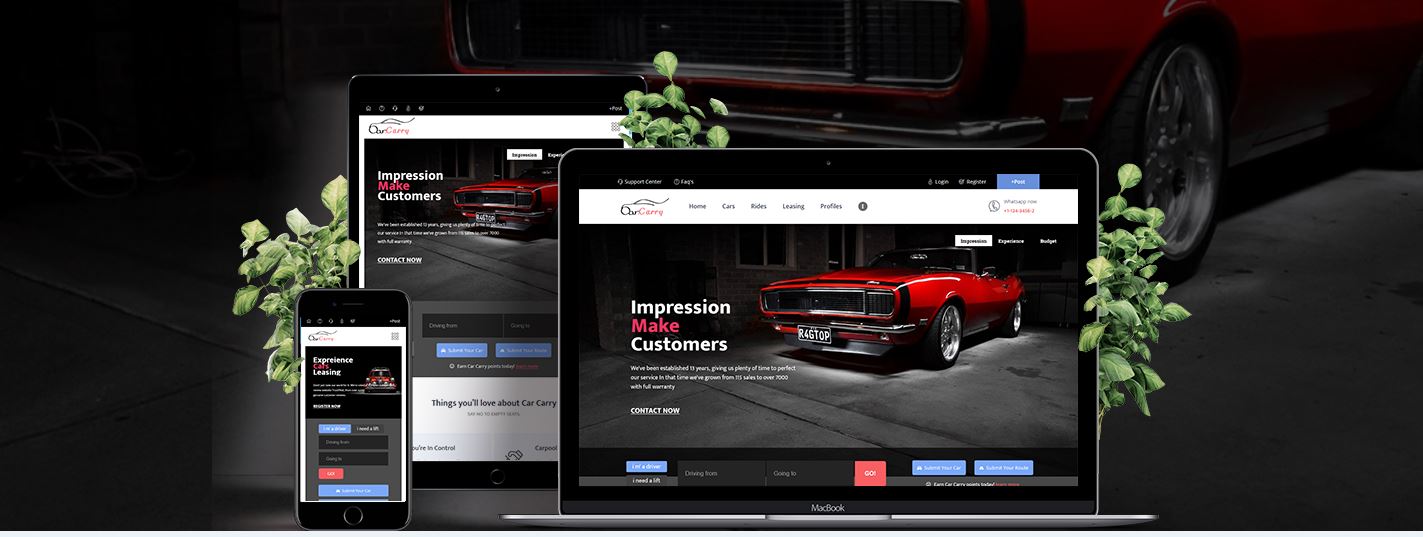 +Post
CarCarry
Impression
Impression
Make
Customers
R4GTOP
We've been established 13 years, giving us plenty of time to perfect
our service In that time we've grown from 115 sales to over 7000
with full warranty
CONTACT NOW
Driving from
Going to
Submit Your Car
Submit Your Route
Earn Car Carry points today! learn more
Things you'll love about Car Carry
SAY NO TO EMPTY SEATS.
Carpool
+Post
CarCarry
Expreience
Cars
Leasing
REGISTER NOW
i m' a driver
i need a lift
Driving from
Going to
GO!
Submit Your Car
Support Center
Faq's
Login
Register
+Post
CarCarry
Home
Cars
Rides
Leasing
Profiles
Whatsapp now
+1-124-3456-2
Impression
Experience
Budget
Impression
Make
Customers
R4GTOP
We've been established 13 years, giving us plenty of time to perfect
our service In that time we've grown from 115 sales to over 7000
with full warranty
CONTACT NOW
i m' a driver
i need a lift
Driving from
Going to
GO!
Submit Your Car
Submit Your Route
Earn Car Carry points today! learn more
MacBook